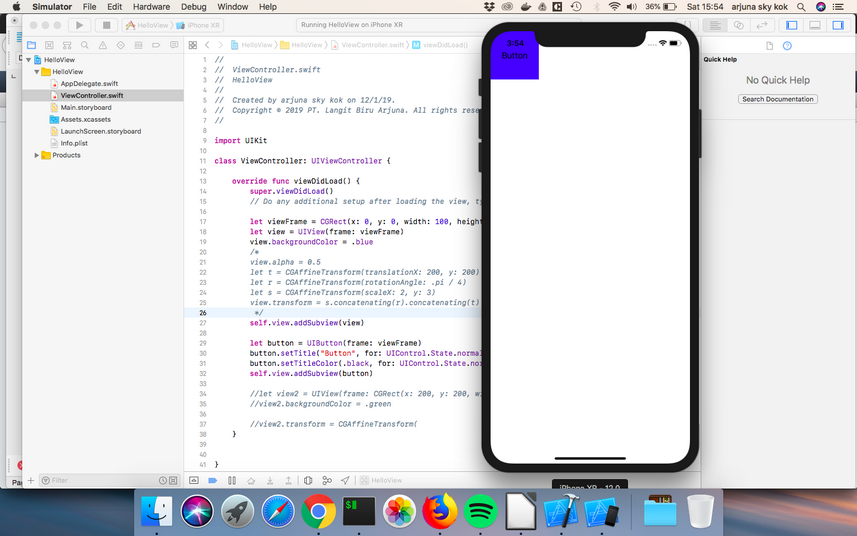 Simulator File Edit Hardware Debug Window Help
36% Sat 15:54 arjuna sky kok
HelloView iPhone XR
Running HelloView on iPhone XR
HelloView HelloView ViewController.swift viewDidLoad()
HelloView
HelloView
AppDelegate.swift
ViewController.swift
Main.storyboard
Assets.xcassets
LaunchScreen.storyboard
Info.plist
Products
Filter
1 //
2 // ViewController.swift
3 // HelloView
4 //
5 // Created by arjuna sky kok on 12/1/19.
6 // Copyright © 2019 PT. Langit Biru Arjuna. All rights rese
7 //
8
9 import UIKit
10
11 class ViewController: UIViewController {
12
13 override func viewDidLoad() {
14 super.viewDidLoad()
15 // Do any additional setup after loading the view, ty
16
17 let viewFrame = CGRect(x: 0, y: 0, width: 100, height
18 let view = UIView(frame: viewFrame)
19 view.backgroundColor = .blue
20 /*
21 view.alpha = 0.5
22 let t = CGAffineTransform(translationX: 200, y: 200)
23 let r = CGAffineTransform(rotationAngle: .pi / 4)
24 let s = CGAffineTransform(scaleX: 2, y: 3)
25 view.transform = s.concatenating(r).concatenating(t)
26 */
27 self.view.addSubview(view)
28
29 let button = UIButton(frame: viewFrame)
30 button.setTitle("Button", for: UIControl.State.normal
31 button.setTitleColor(.black, for: UIControl.State.nor
32 self.view.addSubview(button)
33
34 //let view2 = UIView(frame: CGRect(x: 200, y: 200, wi
35 //view2.backgroundColor = .green
36
37 //view2.transform = CGAffineTransform(
38 }
39
40
41 }
HelloView
3:54
Button
iPhone XR - 12.0
Quick Help
No Quick Help
Search Documentation